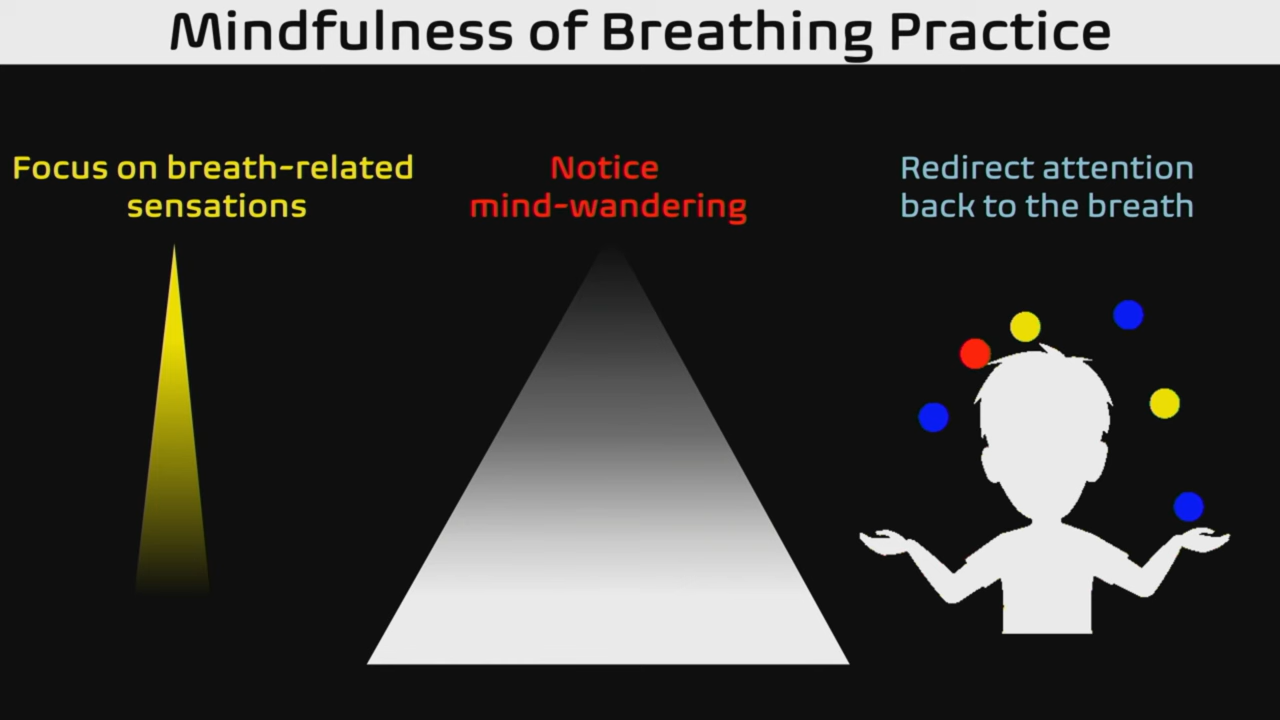 Mindfulness of Breathing Practice
Focus on breath-related
sensations
Notice
mind-wandering
Redirect attention
back to the breath